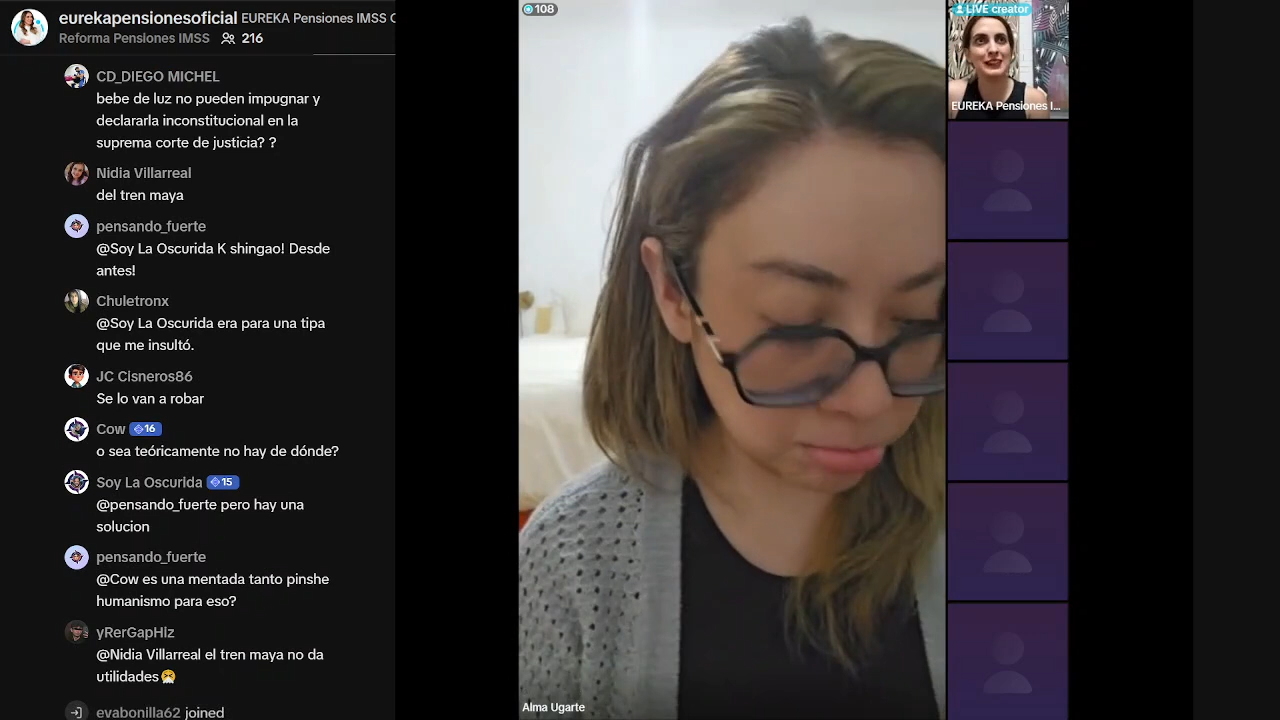 eurekapensionesoficial EUREKA Pensiones IMSS
Reforma Pensiones IMSS 216
CD_DIEGO MICHEL
bebe de luz no pueden impugnar y
declararla inconstitucional en la
suprema corte de justicia? ?
Nidia Villarreal
del tren maya
pensando_fuerte
@Soy La Oscurida K shingao! Desde
antes!
Chuletronx
@Soy La Oscurida era para una tipa
que me insultó.
JC Cisneros86
Se lo van a robar
Cow 16
o sea teóricamente no hay de dónde?
Soy La Oscurida 15
@pensando_fuerte pero hay una
solucion
pensando_fuerte
@Cow es una mentada tanto pinshe
humanismo para eso?
yRerGapHiz
@Nidia Villarreal el tren maya no da
utilidades🤧
evabonilla62 joined
108
Alma Ugarte
LIVE creator
EUREKA Pensiones I...